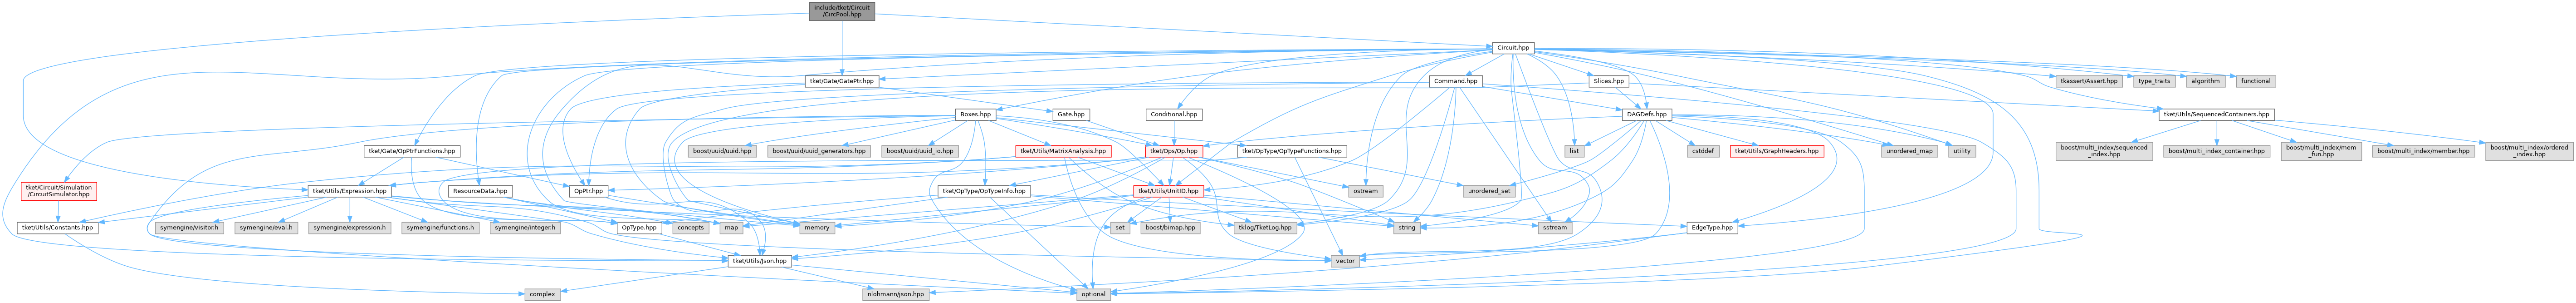 include/tket/Circuit
/CircPool.hpp
Circuit.hpp
tket/Gate/GatePtr.hpp
Command.hpp
Slices.hpp
tkassert/Assert.hpp
type_traits
algorithm
functional
Boxes.hpp
Gate.hpp
Conditional.hpp
DAGDefs.hpp
tket/Utils/SequencedContainers.hpp
tket/Gate/OpPtrFunctions.hpp
boost/uuid/uuid.hpp
boost/uuid/uuid_generators.hpp
boost/uuid/uuid_io.hpp
tket/Utils/MatrixAnalysis.hpp
tket/Ops/Op.hpp
tket/OpType/OpTypeFunctions.hpp
list
cstddef
tket/Utils/GraphHeaders.hpp
unordered_map
utility
boost/multi_index/sequenced
_index.hpp
boost/multi_index_container.hpp
boost/multi_index/mem
_fun.hpp
boost/multi_index/member.hpp
boost/multi_index/ordered
_index.hpp
tket/Circuit/Simulation
/CircuitSimulator.hpp
tket/Utils/Expression.hpp
ResourceData.hpp
OpPtr.hpp
tket/OpType/OpTypeInfo.hpp
tket/Utils/UnitID.hpp
ostream
unordered_set
tket/Utils/Constants.hpp
symengine/visitor.h
symengine/eval.h
symengine/expression.h
symengine/functions.h
symengine/integer.h
OpType.hpp
concepts
map
memory
set
boost/bimap.hpp
tklog/TketLog.hpp
string
sstream
EdgeType.hpp
tket/Utils/Json.hpp
vector
complex
nlohmann/json.hpp
optional